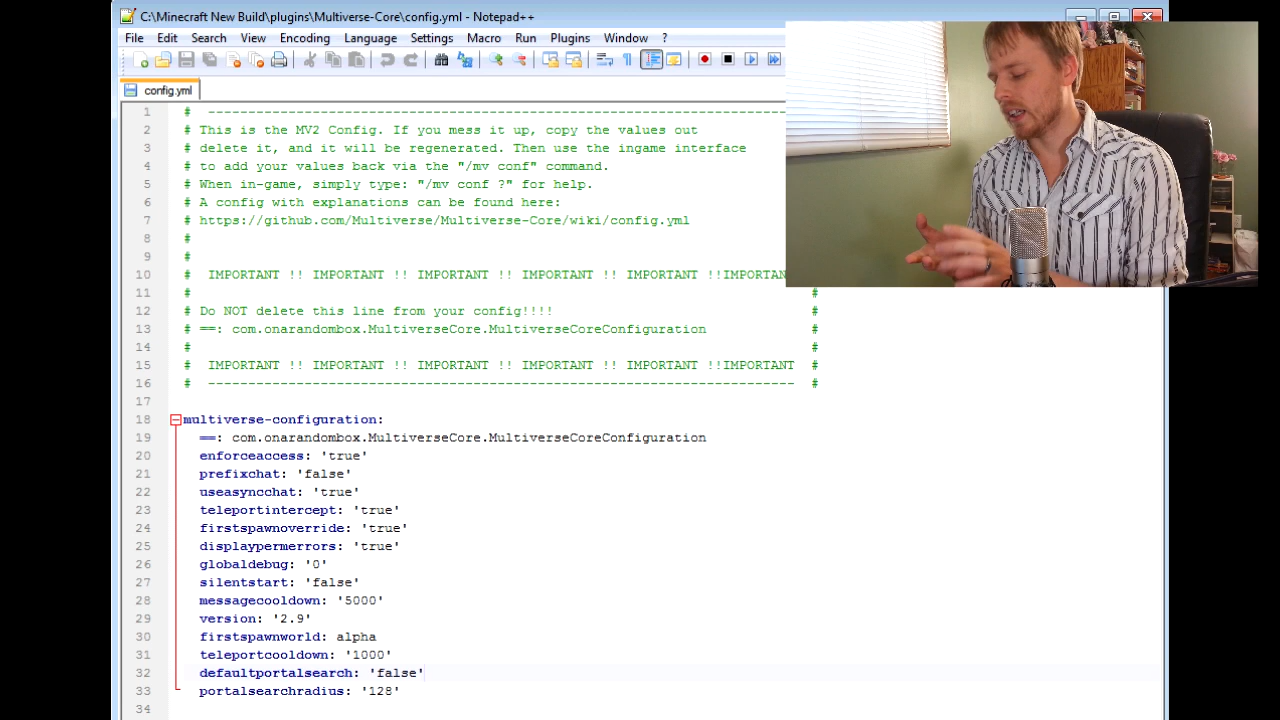 C:\Minecraft New Build\plugins\Multiverse-Core\config.yml - Notepad++
File Edit Search View Encoding Settings Macro Run Plugins Window ?
config.yml
1 # -------------------------------------------------------------------------
2 # This is the MV2 Config. If you mess it up, copy the values out
3 # delete it, and it will be regenerated. Then use the ingame interface
4 # to add your values back via the "/mv conf" command.
5 # When in-game, simply type: "/mv conf ?" for help.
6 # A config with explanations can be found here:
7 # https://github.com/Multiverse/Multiverse-Core/wiki/config.yml
8 #
9 #
10 # IMPORTANT !! IMPORTANT !! IMPORTANT !! IMPORTANT !! IMPORTANT !!IMPORTAN
11 # #
12 # Do NOT delete this line from your config!!!! #
13 # ==: com.onarandombox.MultiverseCore.MultiverseCoreConfiguration #
14 # #
15 # IMPORTANT !! IMPORTANT !! IMPORTANT !! IMPORTANT !! IMPORTANT !!IMPORTANT #
16 # ------------------------------------------------------------------------- #
17
18 multiverse-configuration:
19 ==: com.onarandombox.MultiverseCore.MultiverseCoreConfiguration
20 enforceaccess: 'true'
21 prefixchat: 'false'
22 useasyncchat: 'true'
23 teleportintercept: 'true'
24 firstspawnoverride: 'true'
25 displaypermerrors: 'true'
26 globaldebug: '0'
27 silentstart: 'false'
28 messagecooldown: '5000'
29 version: '2.9'
30 firstspawnworld: alpha
31 teleportcooldown: '1000'
32 defaultportalsearch: 'false'
33 portalsearchradius: '128'
34